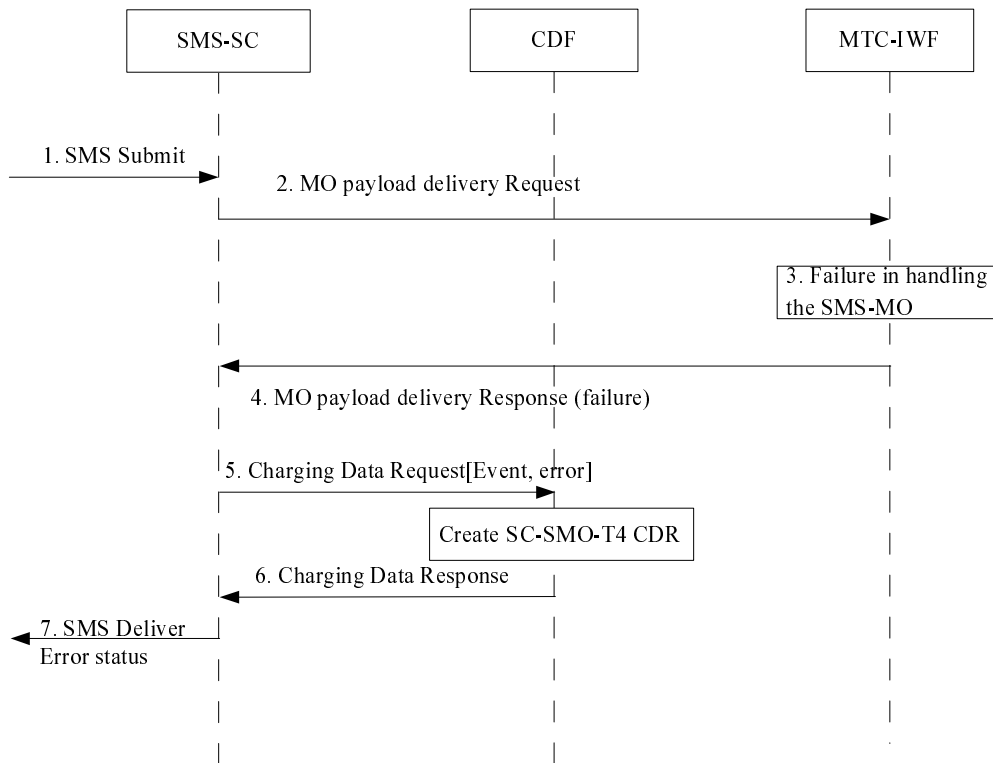 SMS-SC
CDF
MTC-IWF
1. SMS Submit
2. MO payload delivery Request
3. Failure in handling
the SMS-MO
4. MO payload delivery Response (failure)
5. Charging Data Request[Event, error]
Create SC-SMO-T4 CDR
6. Charging Data Response
7. SMS Deliver
Error status